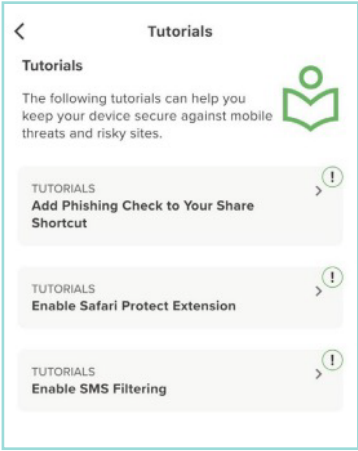 Tutorials
Tutorials
The following tutorials can help you
keep your device secure against mobile
threats and risky sites.
!
TUTORIALS
Add Phishing Check to Your Share
Shortcut
!
TUTORIALS
Enable Safari Protect Extension
!
TUTORIALS
Enable SMS Filtering